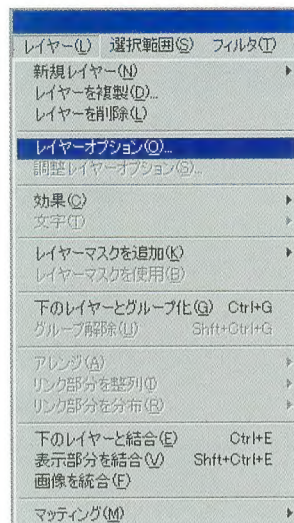 レイヤー(L) 選択範囲(S) フィルタ(T)
新規レイヤー(N)
レイヤーを複製(D)...
レイヤーを削除(L)
レイヤーオプション(O)...
調整レイヤーオプション(S)...
効果(C)
文字(T)
レイヤーマスクを追加(K)
レイヤーマスクを使用(B)
下のレイヤーとグループ化(G) Ctrl+G
グループ解除(U) Shft+Ctrl+G
アレンジ(A)
リンク部分を整列(I)
リンク部分を分布(R)
下のレイヤーと結合(E) Ctrl+E
表示部分を結合(V) Shft+Ctrl+E
画像を統合(F)
マッティング(M)